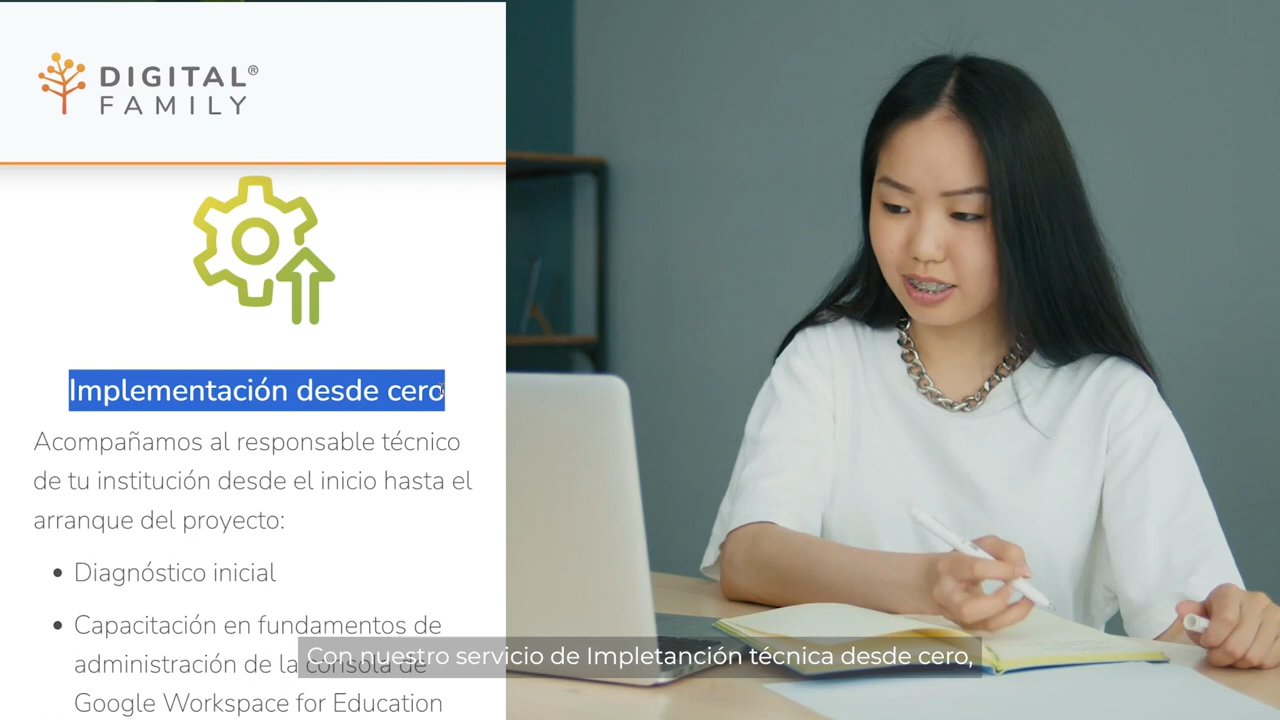 DIGITAL®
FAMILY
Implementación desde cero
Acompañamos al responsable técnico
de tu institución desde el inicio hasta el
arranque del proyecto:
• Diagnóstico inicial
• Capacitación en fundamentos de
administración de la consola de
Google Workspace for Education
Con nuestro servicio de Impletanción técnica desde cero,